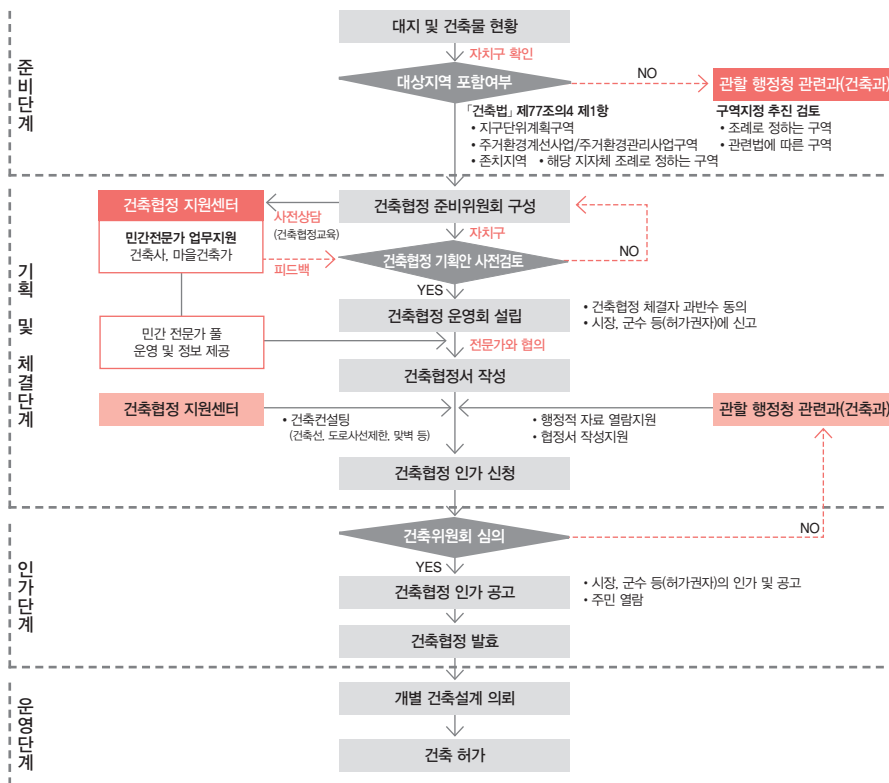 준비단계
대지 및 건축물 현황
자치구 확인
대상지역 포함여부
NO
관할 행정청 관련과(건축과)
「건축법」 제77조의4 제1항
• 지구단위계획구역
• 주거환경계선사업/주거환경관리사업구역
• 존치지역 • 해당 지자체 조례로 정하는 구역
구역지정 추진 검토
• 조례로 정하는 구역
• 관련법에 따른 구역
기획 및 체결단계
건축협정 지원센터
사전상담
(건축협정교육)
건축협정 준비위원회 구성
자치구
민간전문가 업무지원
건축사, 마을건축가
피드백
건축협정 기획안 사전검토
NO
YES
건축협정 운영회 설립
• 건축협정 체결자 과반수 동의
• 시장, 군수 등(허가권자)에 신고
민간 전문가 풀
운영 및 정보 제공
전문가와 협의
건축협정서 작성
건축협정 지원센터
• 건축컨설팅
(건축선, 도로사선제한, 맞벽 등)
• 행정적 자료 열람지원
• 협정서 작성지원
관할 행정청 관련과(건축과)
건축협정 인가 신청
인가단계
건축위원회 심의
NO
YES
건축협정 인가 공고
• 시장, 군수 등(허가권자)의 인가 및 공고
• 주민 열람
건축협정 발효
운영단계
개별 건축설계 의뢰
건축 허가